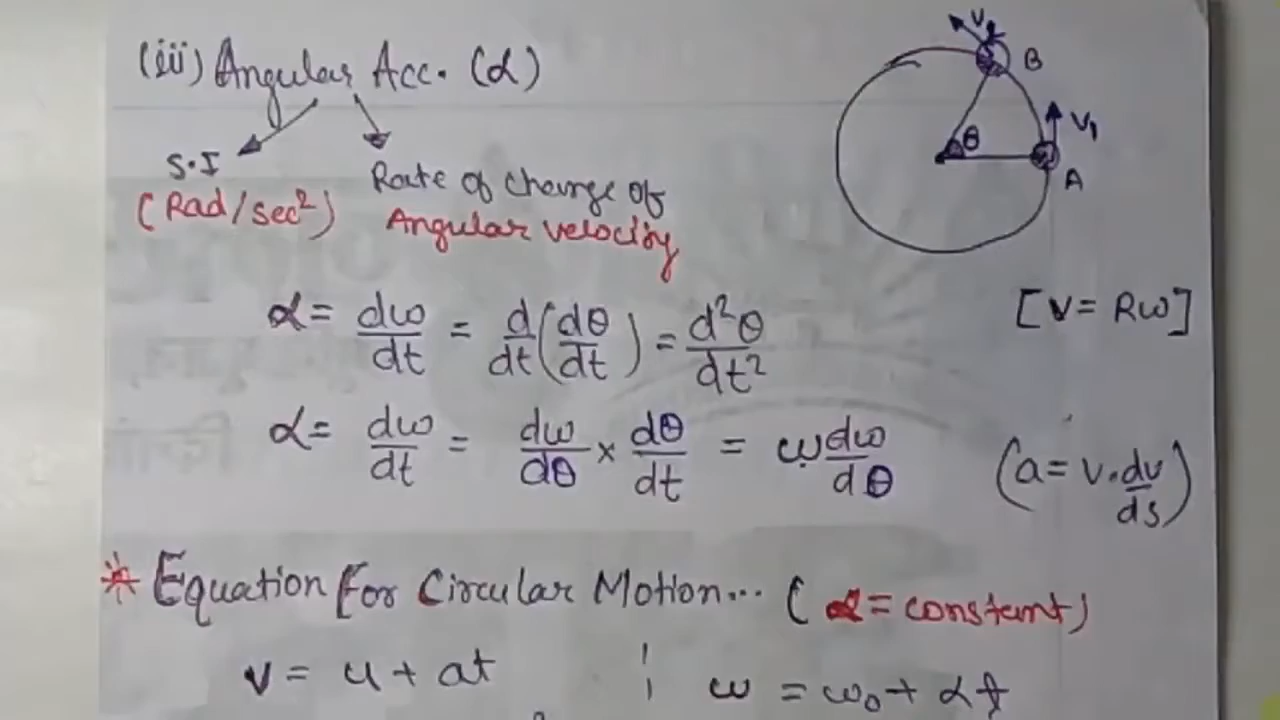 (iii) Angular Acc. (α)
S.I
(Rad/sec²)
Rate of change of
Angular velocity
V₂
B
θ
V₁
A
α = dω/dt = d/dt(dθ/dt) = d²θ/dt²
[V = Rω]
α = dω/dt = dω/dθ × dθ/dt = ω dω/dθ
(a = v.dv/ds)
* Equation For Circular Motion... (α = constant)
v = u + at ¦ ω = ω₀ + αt